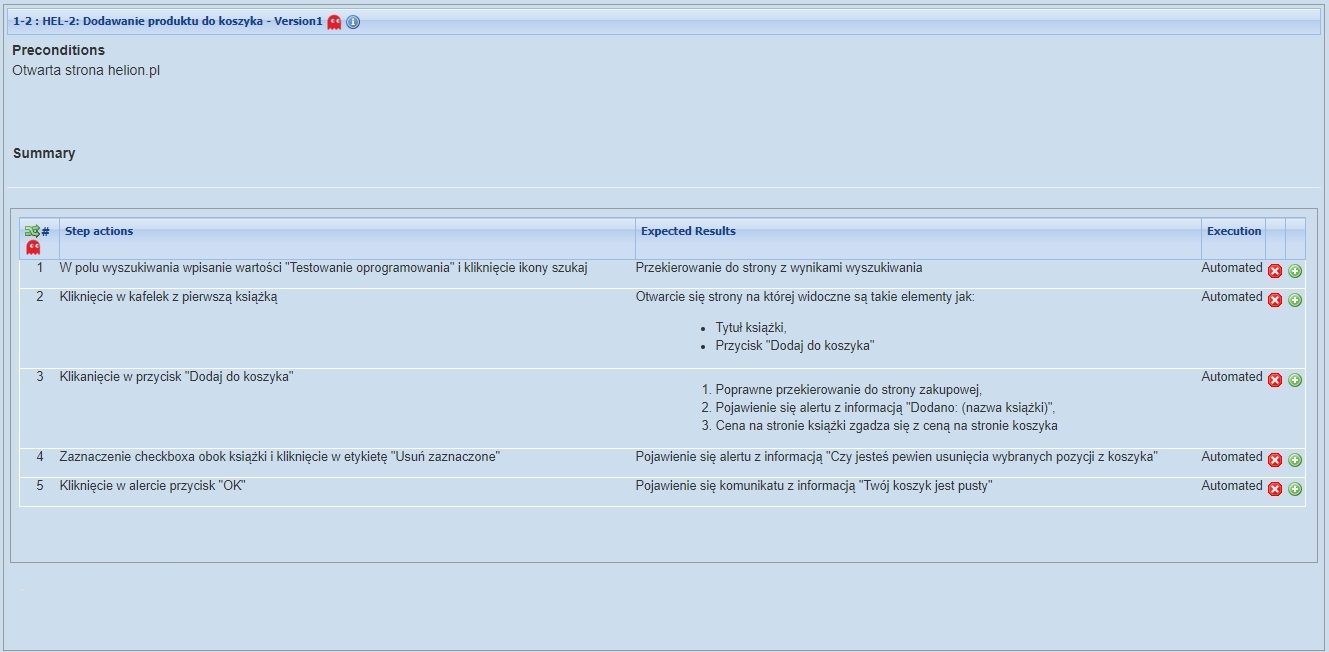 1-2 : HEL-2: Dodawanie produktu do koszyka - Version1
Preconditions
Otwarta strona helion.pl
Summary
# Step actions Expected Results Execution
1 W polu wyszukiwania wpisanie wartości "Testowanie oprogramowania" i kliknięcie ikony szukaj Przekierowanie do strony z wynikami wyszukiwania Automated
2 Kliknięcie w kafelek z pierwszą książką Otwarcie się strony na której widoczne są takie elementy jak: Automated
• Tytuł książki,
• Przycisk "Dodaj do koszyka"
3 Klikanięcie w przycisk "Dodaj do koszyka" Automated
1. Poprawne przekierowanie do strony zakupowej,
2. Pojawienie się alertu z informacją "Dodano: (nazwa książki)",
3. Cena na stronie książki zgadza się z ceną na stronie koszyka
4 Zaznaczenie checkboxa obok książki i kliknięcie w etykietę "Usuń zaznaczone" Pojawienie się alertu z informacją "Czy jesteś pewien usunięcia wybranych pozycji z koszyka" Automated
5 Kliknięcie w alercie przycisk "OK" Pojawienie się komunikatu z informacją "Twój koszyk jest pusty" Automated